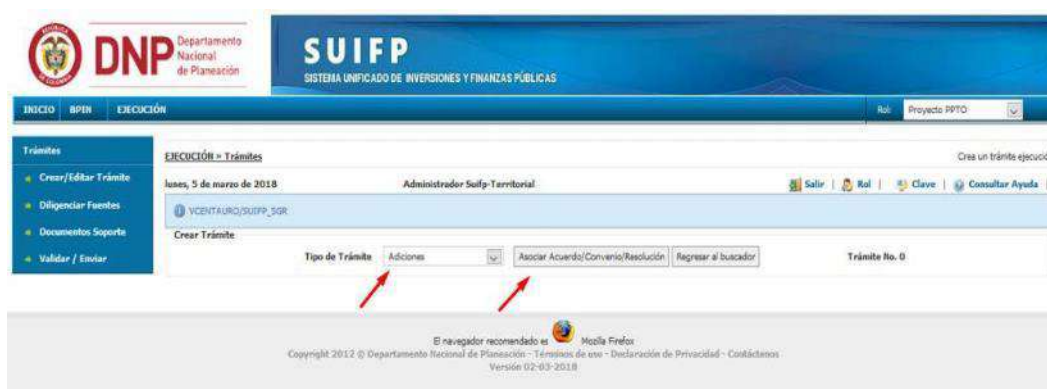 DNP Departamento
Nacional
de Planeación
SUIFP
SISTEMA UNIFICADO DE INVERSIONES Y FINANZAS PÚBLICAS
INICIO BPIN EJECUCIÓN
Rol: Proyecto PPTO
Trámites
Crear/Editar Trámite
Diligenciar Fuentes
Documentos Soporte
Validar / Enviar
EJECUCIÓN » Trámites
Crea un trámite ejecució
lunes, 5 de marzo de 2018 Administrador Suifp-Territorial Salir | Rol | Clave | Consultar Ayuda |
VCENTAURO/SUIFP_SGR
Crear Trámite
Tipo de Trámite Adiciones Asociar Acuerdo/Convenio/Resolución Regresar al buscador Trámite No. 0
El navegador recomendado es Mozilla Firefox
Copyright 2012 © Departamento Nacional de Planeación - Términos de uso - Declaración de Privacidad - Contáctenos
Versión 02-03-2018